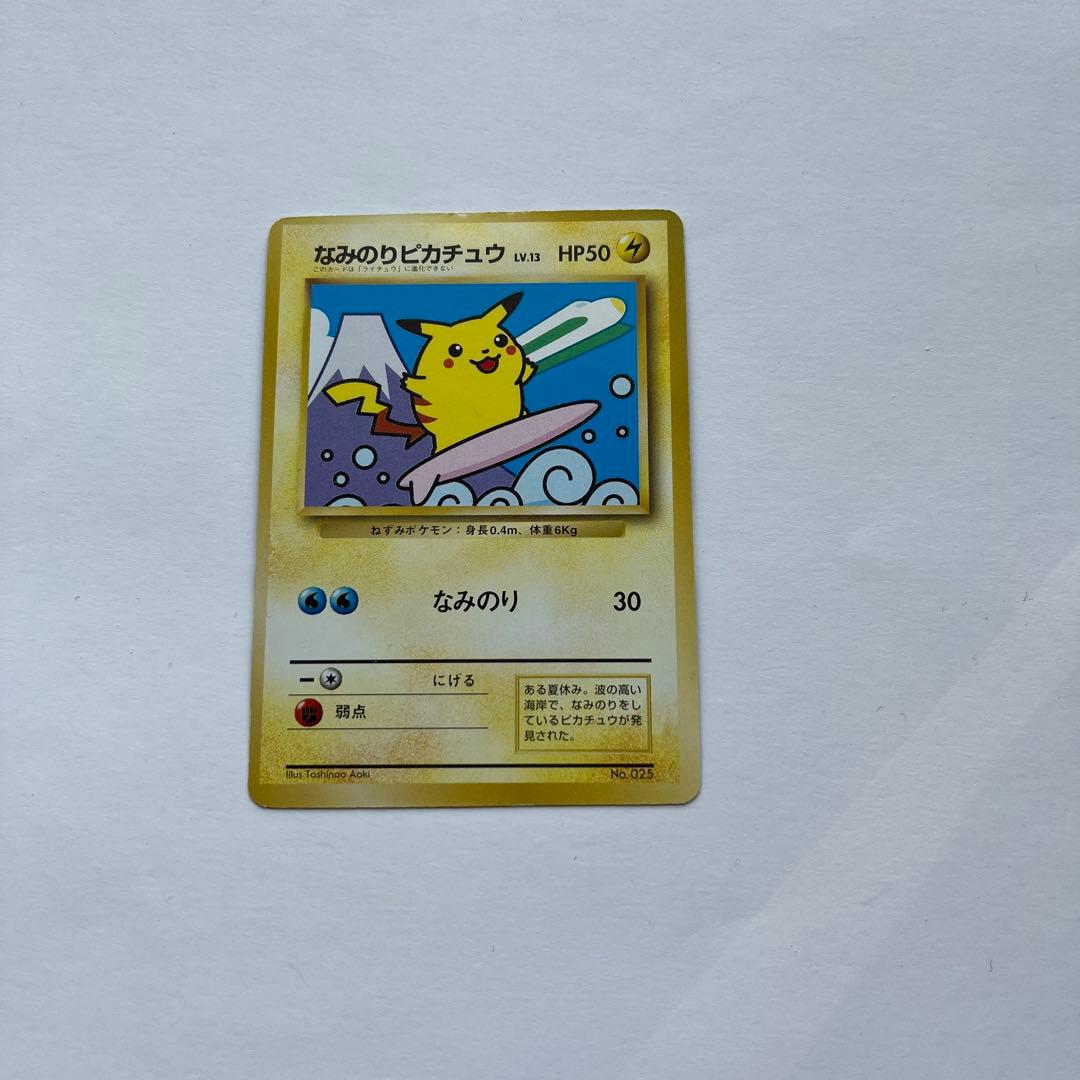 なみのりピカチュウ LV.13 HP50
このカードは「ライチュウ」に進化できない
ねずみポケモン：身長0.4m、体重6Kg
なみのり 30
ー にげる
弱点
ある夏休み。波の高い
海岸で、なみのりをし
ているピカチュウが発
見された。
Illus Toshinao Aoki No. 025